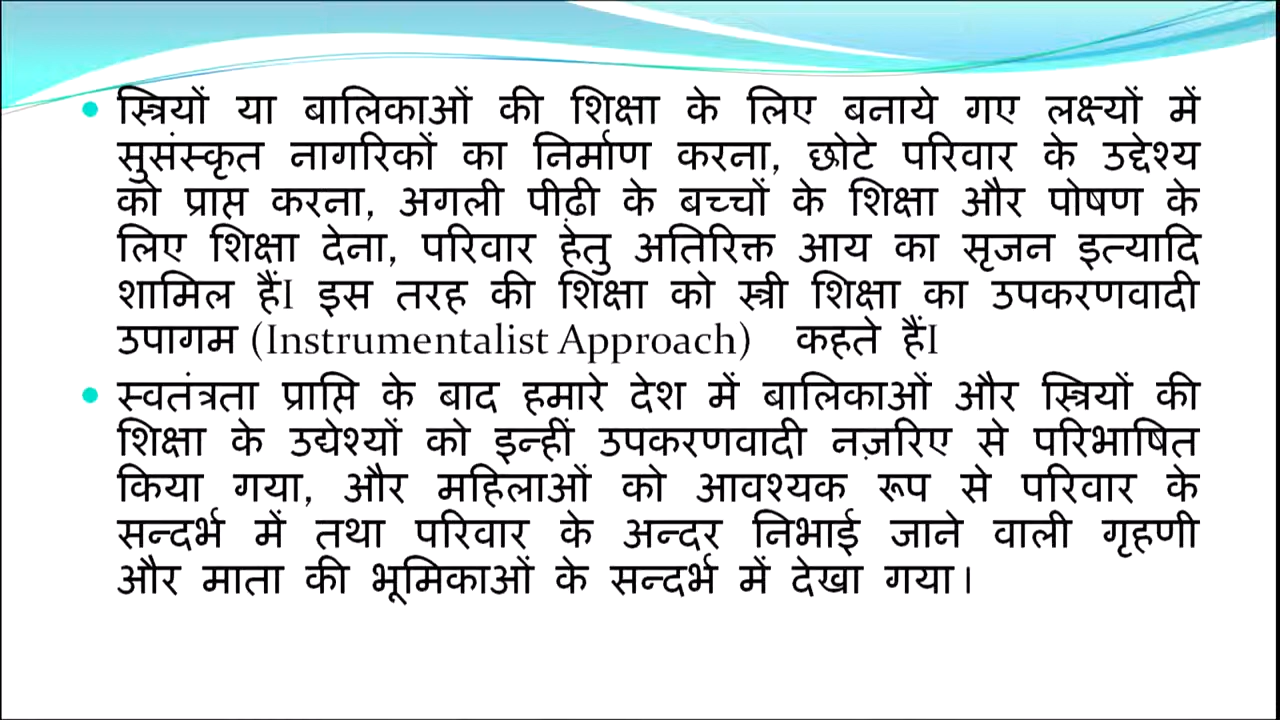 स्त्रियों या बालिकाओं की शिक्षा के लिए बनाये गए लक्ष्यों में
सुसंस्कृत नागरिकों का निर्माण करना, छोटे परिवार के उद्देश्य
को प्राप्त करना, अगली पीढ़ी के बच्चों के शिक्षा और पोषण के
लिए शिक्षा देना, परिवार हेतु अतिरिक्त आय का सृजन इत्यादि
शामिल हैंI इस तरह की शिक्षा को स्त्री शिक्षा का उपकरणवादी
उपागम (Instrumentalist Approach) कहते हैंI
स्वतंत्रता प्राप्ति के बाद हमारे देश में बालिकाओं और स्त्रियों की
शिक्षा के उद्येश्यों को इन्हीं उपकरणवादी नज़रिए से परिभाषित
किया गया, और महिलाओं को आवश्यक रूप से परिवार के
सन्दर्भ में तथा परिवार के अन्दर निभाई जाने वाली गृहणी
और माता की भूमिकाओं के सन्दर्भ में देखा गया।